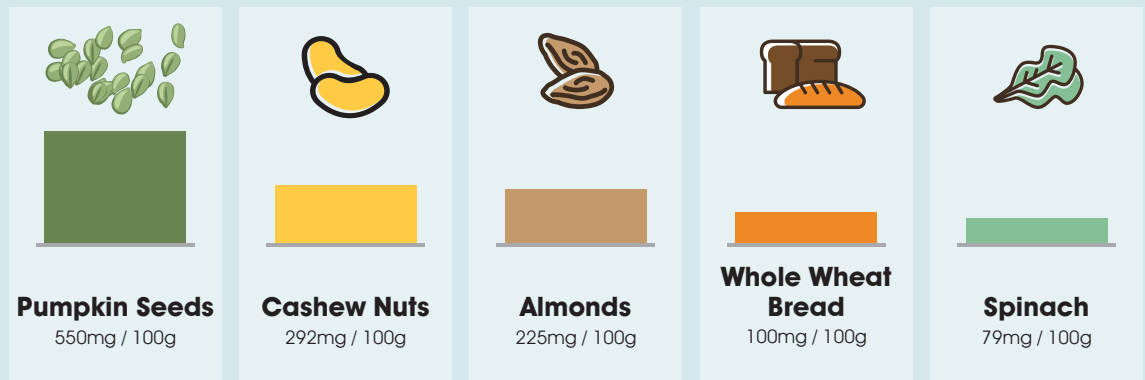 Pumpkin Seeds
550mg / 100g
Cashew Nuts
292mg / 100g
Almonds
225mg / 100g
Whole Wheat
Bread
100mg / 100g
Spinach
79mg / 100g